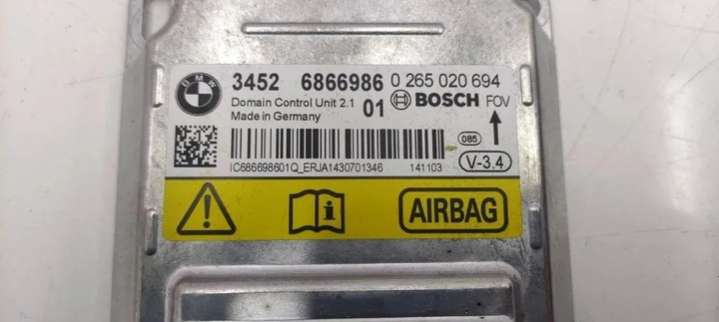 BMW
3452 6866986 0 265 020 694
Domain Control Unit 2.1 01 BOSCH FOV
Made in Germany
085
V-3.4
IC686698601Q_ERJA1430701346 141103
AIRBAG